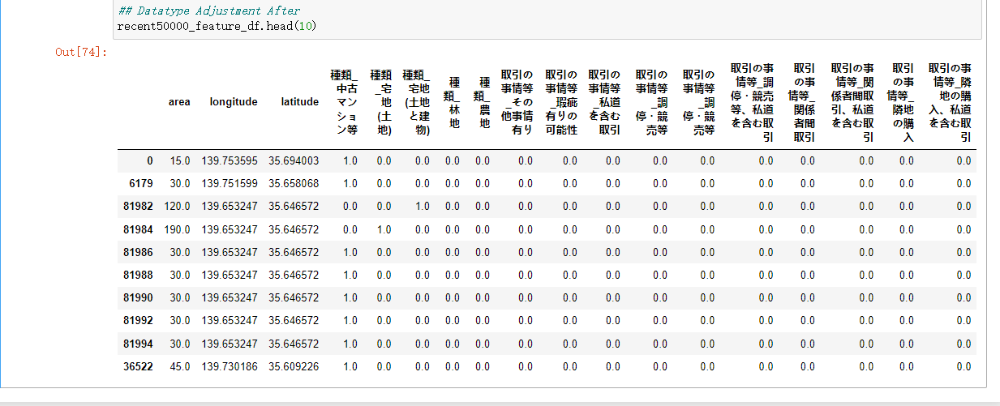 ## Datatype Adjustment After
recent50000_feature_df.head(10)
Out[74]:
area
longitude
latitude
種類_
中古
マン
ショ
ン等
種類
_宅
地
(土
地)
種類_
宅地
(土地
と建
物)
種
類_
林
地
種
類_
農
地
取引の
事情等
_その
他事情
有り
取引の
事情等
_瑕疵
有りの
可能性
取引の
事情等
_私道
を含む
取引
取引の
事情等
_調
停・競
売等
取引の
事情等
_調
停・競
売等
取引の事
情等_調
停・競売
等、私道
を含む取
引
取引
の事
情等_
関係
者間
取引
取引の事
情等_関
係者間取
引、私道
を含む取
引
取引
の事
情等_
隣地
の購
入
取引の事
情等_隣
地の購
入、私道
を含む取
引
0 15.0 139.753595 35.694003 1.0 0.0 0.0 0.0 0.0 0.0 0.0 0.0 0.0 0.0 0.0 0.0 0.0 0.0 0.0
6179 30.0 139.751599 35.658068 1.0 0.0 0.0 0.0 0.0 0.0 0.0 0.0 0.0 0.0 0.0 0.0 0.0 0.0 0.0
81982 120.0 139.653247 35.646572 0.0 0.0 1.0 0.0 0.0 0.0 0.0 0.0 0.0 0.0 0.0 0.0 0.0 0.0 0.0
81984 190.0 139.653247 35.646572 0.0 1.0 0.0 0.0 0.0 0.0 0.0 0.0 0.0 0.0 0.0 0.0 0.0 0.0 0.0
81986 30.0 139.653247 35.646572 1.0 0.0 0.0 0.0 0.0 0.0 0.0 0.0 0.0 0.0 0.0 0.0 0.0 0.0 0.0
81988 30.0 139.653247 35.646572 1.0 0.0 0.0 0.0 0.0 0.0 0.0 0.0 0.0 0.0 0.0 0.0 0.0 0.0 0.0
81990 30.0 139.653247 35.646572 1.0 0.0 0.0 0.0 0.0 0.0 0.0 0.0 0.0 0.0 0.0 0.0 0.0 0.0 0.0
81992 30.0 139.653247 35.646572 1.0 0.0 0.0 0.0 0.0 0.0 0.0 0.0 0.0 0.0 0.0 0.0 0.0 0.0 0.0
81994 30.0 139.653247 35.646572 1.0 0.0 0.0 0.0 0.0 0.0 0.0 0.0 0.0 0.0 0.0 0.0 0.0 0.0 0.0
36522 45.0 139.730186 35.609226 1.0 0.0 0.0 0.0 0.0 0.0 0.0 0.0 0.0 0.0 0.0 0.0 0.0 0.0 0.0